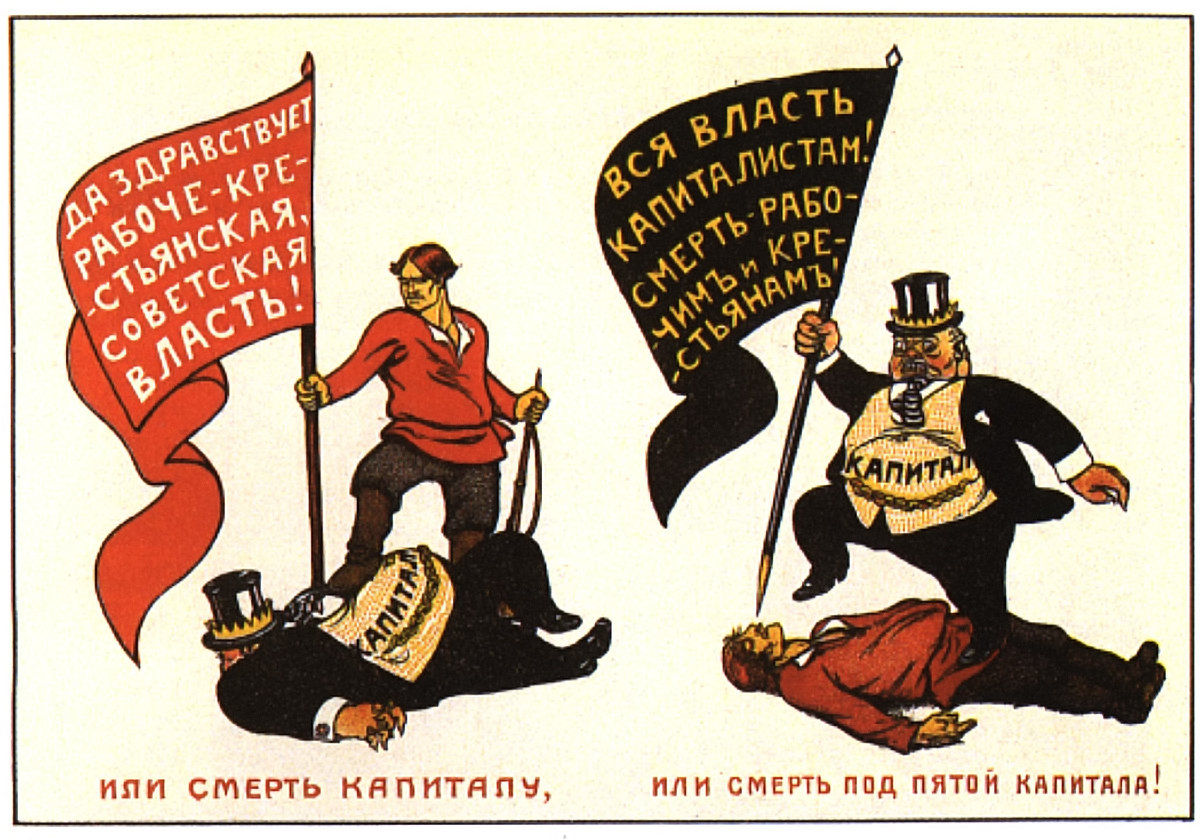 ДА ЗДРАВСТВУЕТ
РАБОЧЕ-КРЕ-
-СТЬЯНСКАЯ,
СОВЕТСКАЯ
ВЛАСТЬ!
ВСЯ ВЛАСТЬ
КАПИТАЛИСТАМ!
СМЕРТЬ-РАБО-
-ЧИМЪ и КРЕ-
-СТЬЯНАМЪ!
КАПИТАЛ
КАПИТАЛ
ИЛИ СМЕРТЬ КАПИТАЛУ,
ИЛИ СМЕРТЬ ПОД ПЯТОЙ КАПИТАЛА!